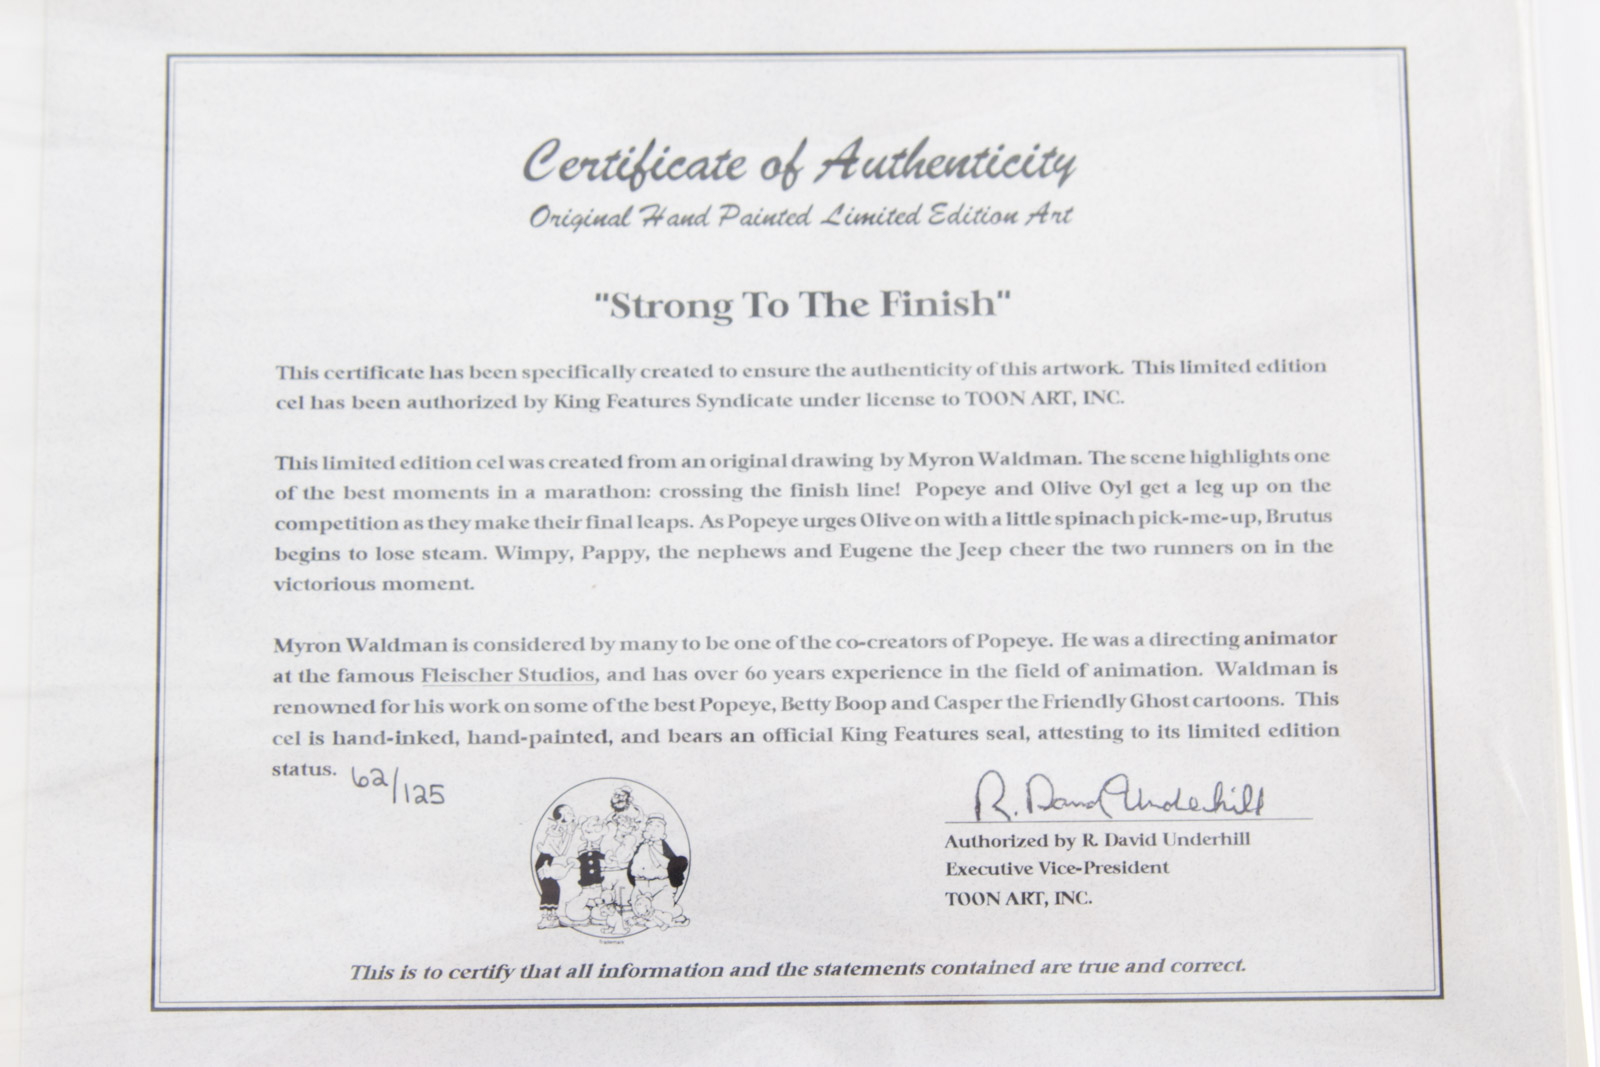 Certificate of Authenticity
Original Hand Painted Limited Edition Art
"Strong To The Finish"
This certificate has been specifically created to ensure the authenticity of this artwork. This limited edition
cel has been authorized by King Features Syndicate under license to TOON ART, INC.
This limited edition cel was created from an original drawing by Myron Waldman. The scene highlights one
of the best moments in a marathon: crossing the finish line! Popeye and Olive Oyl get a leg up on the
competition as they make their final leaps. As Popeye urges Olive on with a little spinach pick-me-up, Brutus
begins to lose steam. Wimpy, Pappy, the nephews and Eugene the Jeep cheer the two runners on in the
victorious moment.
Myron Waldman is considered by many to be one of the co-creators of Popeye. He was a directing animator
at the famous Fleischer Studios, and has over 60 years experience in the field of animation. Waldman is
renowned for his work on some of the best Popeye, Betty Boop and Casper the Friendly Ghost cartoons. This
cel is hand-inked, hand-painted, and bears an official King Features seal, attesting to its limited edition
status. 62/125
R. David Underhill
Authorized by R. David Underhill
Executive Vice-President
TOON ART, INC.
This is to certify that all information and the statements contained are true and correct.